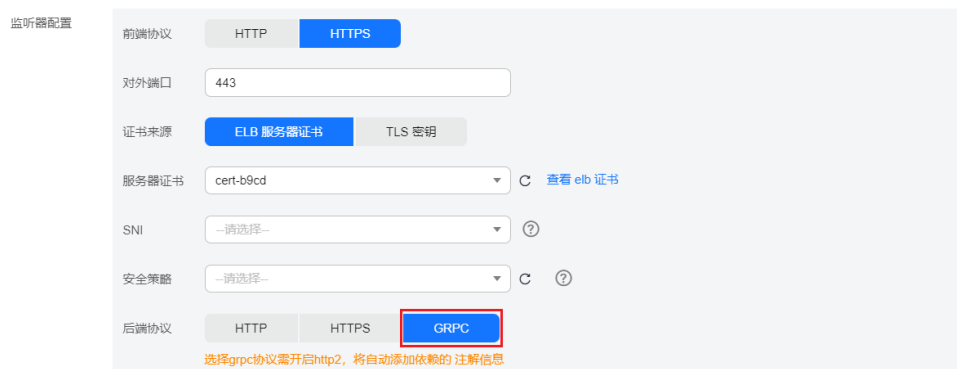 监听器配置
前端协议 HTTP HTTPS
对外端口 443
证书来源 ELB 服务器证书 TLS 密钥
服务器证书 cert-b9cd 查看 elb 证书
SNI --请选择-- ?
安全策略 --请选择-- ?
后端协议 HTTP HTTPS GRPC
选择grpc协议需开启http2，将自动添加依赖的 注解信息